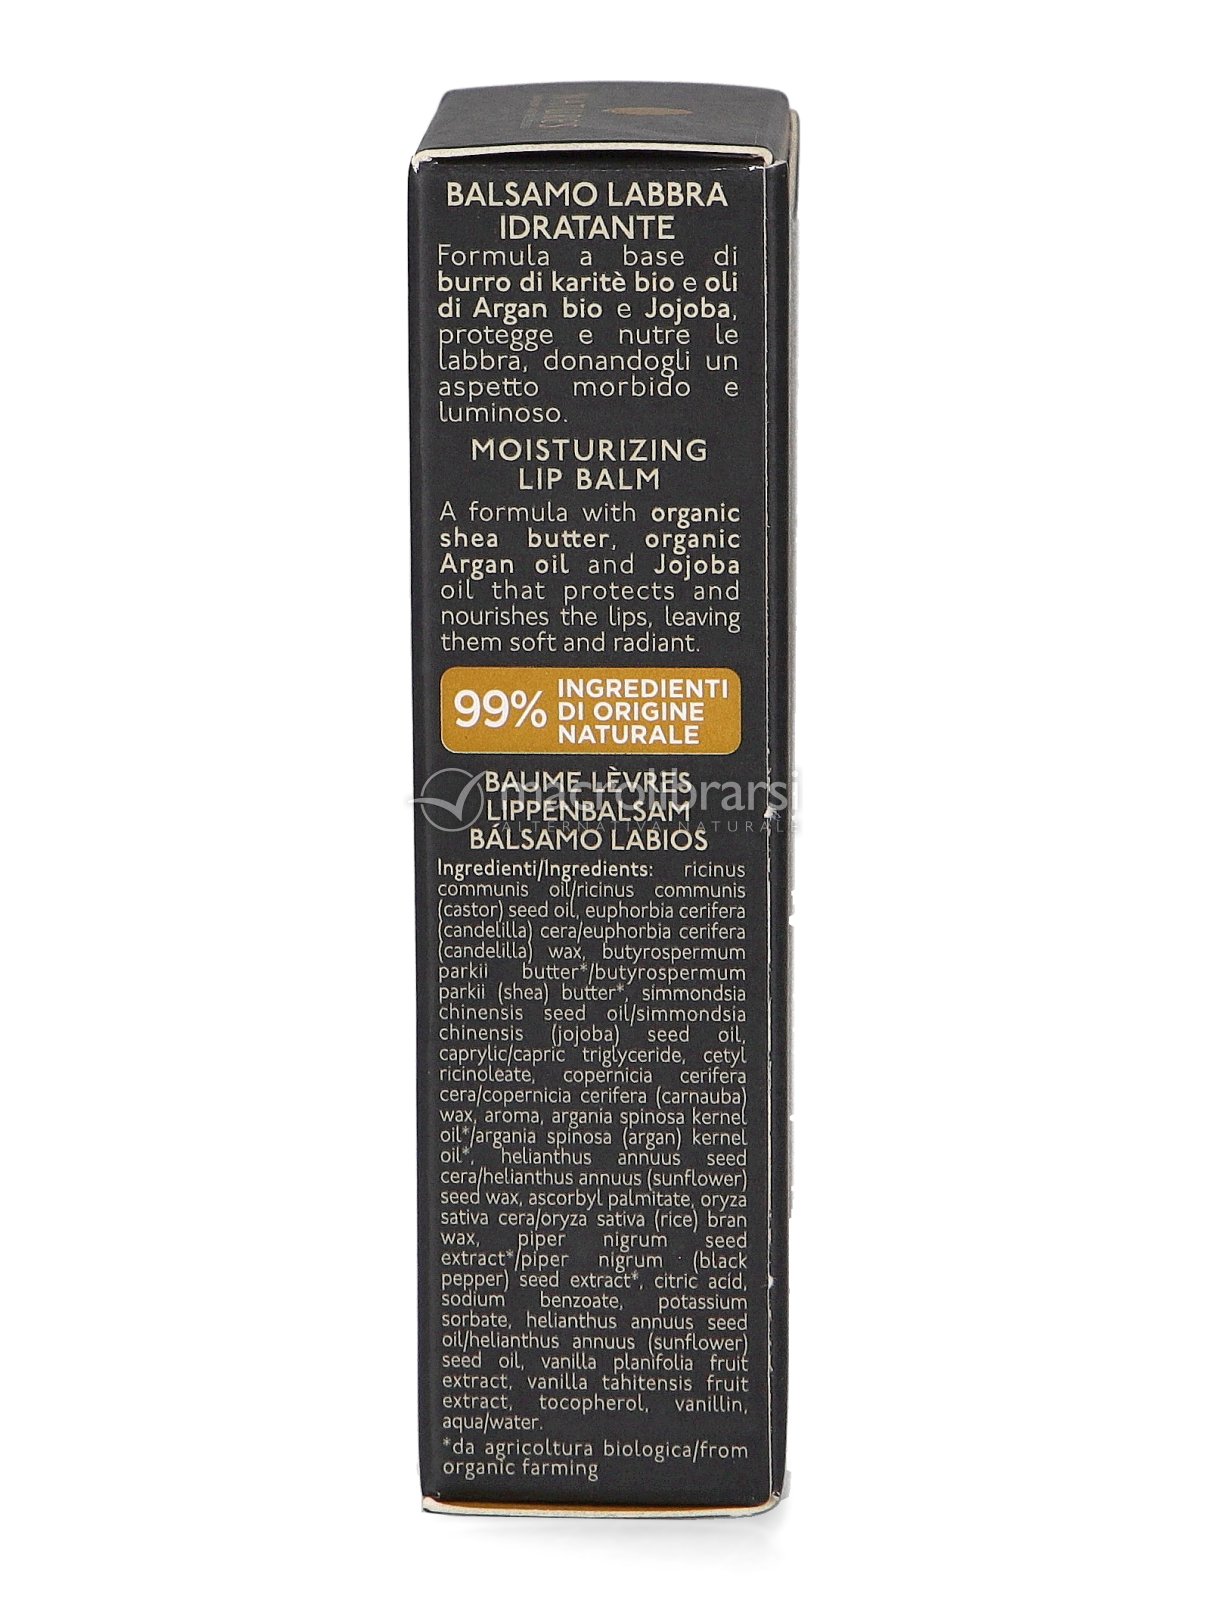 BALSAMO LABBRA
IDRATANTE
Formula a base di
burro di karitè bio e oli
di Argan bio e Jojoba,
protegge e nutre le
labbra, donandogli un
aspetto morbido e
luminoso.
MOISTURIZING
LIP BALM
A formula with organic
shea butter, organic
Argan oil and Jojoba
oil that protects and
nourishes the lips, leaving
them soft and radiant.
99% INGREDIENTI
DI ORIGINE
NATURALE
BAUME LÈVRES
LIPPENBALSAM
BÁLSAMO LABIOS
macrolibrarsi
ALTERNATIVA NATURALE
Ingredienti/Ingredients: ricinus
communis oil/ricinus communis
(castor) seed oil, euphorbia cerifera
(candelilla) cera/euphorbia cerifera
(candelilla) wax, butyrospermum
parkii butter*/butyrospermum
parkii (shea) butter*, simmondsia
chinensis seed oil/simmondsia
chinensis (jojoba) seed oil,
caprylic/capric triglyceride, cetyl
ricinoleate, copernicia cerifera
cera/copernicia cerifera (carnauba)
wax, aroma, argania spinosa kernel
oil*/argania spinosa (argan) kernel
oil*, helianthus annuus seed
cera/helianthus annuus (sunflower)
seed wax, ascorbyl palmitate, oryza
sativa cera/oryza sativa (rice) bran
wax, piper nigrum seed
extract*/piper nigrum (black
pepper) seed extract*, citric acid,
sodium benzoate, potassium
sorbate, helianthus annuus seed
oil/helianthus annuus (sunflower)
seed oil, vanilla planifolia fruit
extract, vanilla tahitensis fruit
extract, tocopherol, vanillin,
aqua/water.
*da agricoltura biologica/from
organic farming